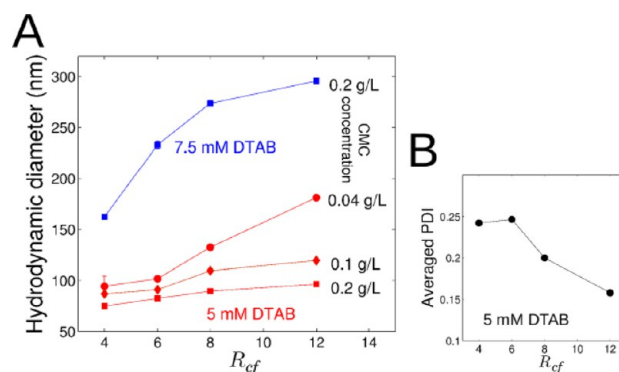 A
B
Hydrodynamic diameter (nm)
300
250
200
150
100
50
4
6
8
10
12
14
R_cf
0.2 g/L
CMC
concentration
7.5 mM DTAB
0.04 g/L
0.1 g/L
0.2 g/L
5 mM DTAB
Averaged PDI
0.25
0.2
0.15
0.1
5 mM DTAB
4
6
8
10
12
R_cf